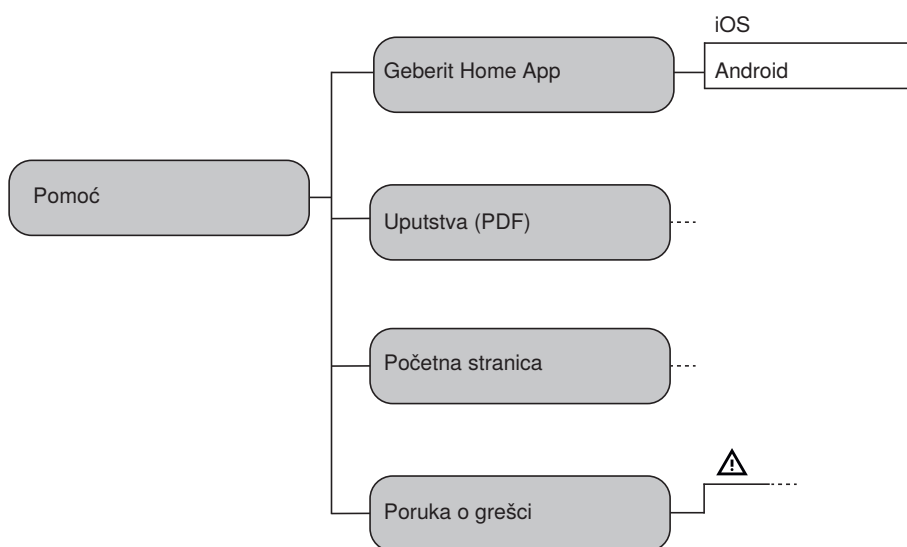 iOS
Geberit Home App
Android
Pomoć
Uputstva (PDF)
Početna stranica
Poruka o grešci